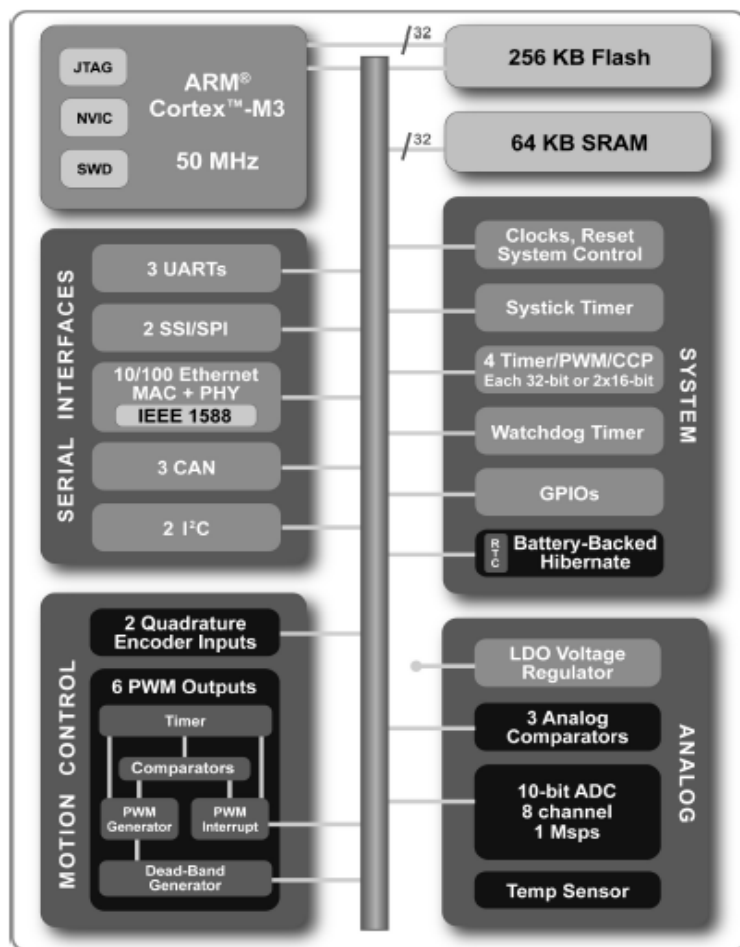 JTAG
NVIC
SWD
ARM®
Cortex™-M3
50 MHz
32
256 KB Flash
32
64 KB SRAM
SERIAL INTERFACES
3 UARTs
2 SSI/SPI
10/100 Ethernet
MAC + PHY
IEEE 1588
3 CAN
2 I²C
SYSTEM
Clocks, Reset
System Control
Systick Timer
4 Timer/PWM/CCP
Each 32-bit or 2x16-bit
Watchdog Timer
GPIOs
RTC
Battery-Backed
Hibernate
MOTION CONTROL
2 Quadrature
Encoder Inputs
6 PWM Outputs
Timer
Comparators
PWM
Generator
PWM
Interrupt
Dead-Band
Generator
ANALOG
LDO Voltage
Regulator
3 Analog
Comparators
10-bit ADC
8 channel
1 Msps
Temp Sensor